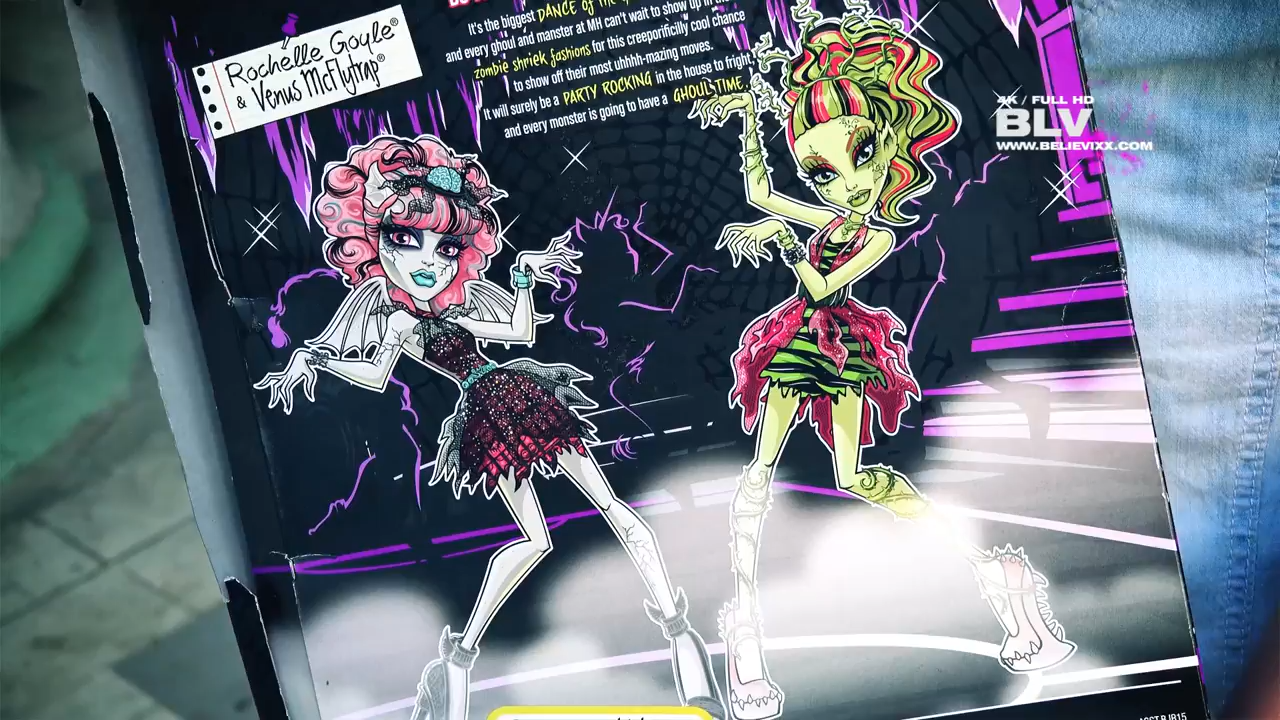 Rochelle Goyle®
& Venus McFlytrap®
It's the biggest DANCE OF THE
and every ghoul and manster at MH can't wait to show up in
zombie shriek fashions for this creeporifically cool chance
to show off their most uhhhh-mazing moves.
It will surely be a PARTY ROCKING in the house to fright,
and every monster is going to have a GHOUL TIME.
4K / FULL HD
BLV
WWW.BELIEVIXX.COM